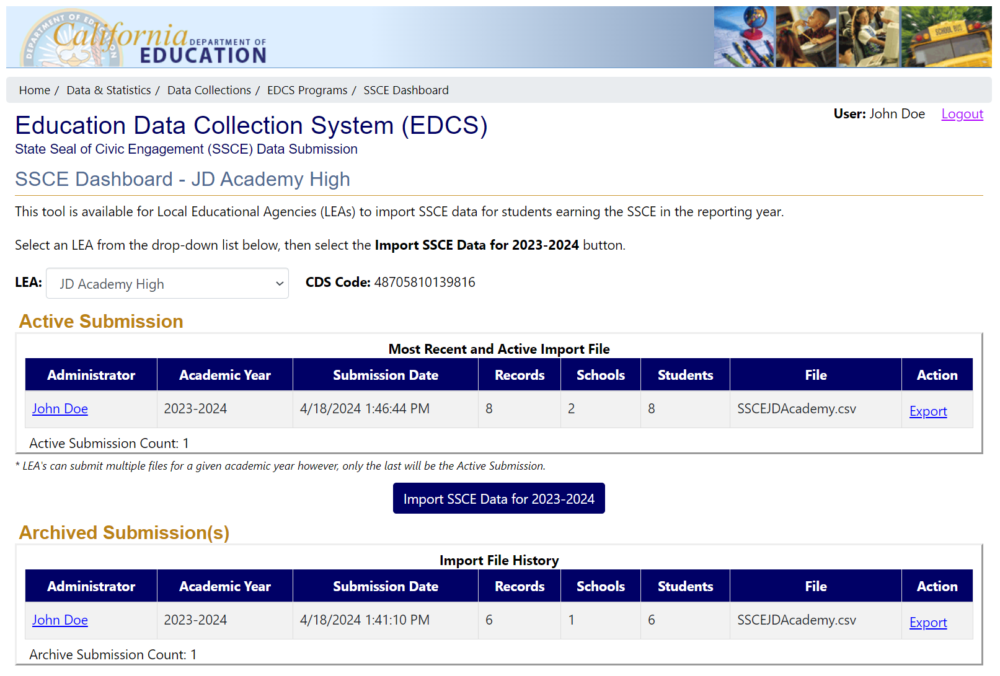 DEPARTMENT OF EDUCATION
California
DEPARTMENT OF
EDUCATION
SCHOOL BUS
Home / Data & Statistics / Data Collections / EDCS Programs / SSCE Dashboard
User: John Doe Logout
Education Data Collection System (EDCS)
State Seal of Civic Engagement (SSCE) Data Submission
SSCE Dashboard - JD Academy High
This tool is available for Local Educational Agencies (LEAs) to import SSCE data for students earning the SSCE in the reporting year.
Select an LEA from the drop-down list below, then select the Import SSCE Data for 2023-2024 button.
LEA: JD Academy High CDS Code: 48705810139816
Active Submission
Most Recent and Active Import File
Administrator Academic Year Submission Date Records Schools Students File Action
John Doe 2023-2024 4/18/2024 1:46:44 PM 8 2 8 SSCEJDAcademy.csv Export
Active Submission Count: 1
* LEA's can submit multiple files for a given academic year however, only the last will be the Active Submission.
Import SSCE Data for 2023-2024
Archived Submission(s)
Import File History
Administrator Academic Year Submission Date Records Schools Students File Action
John Doe 2023-2024 4/18/2024 1:41:10 PM 6 1 6 SSCEJDAcademy.csv Export
Archive Submission Count: 1